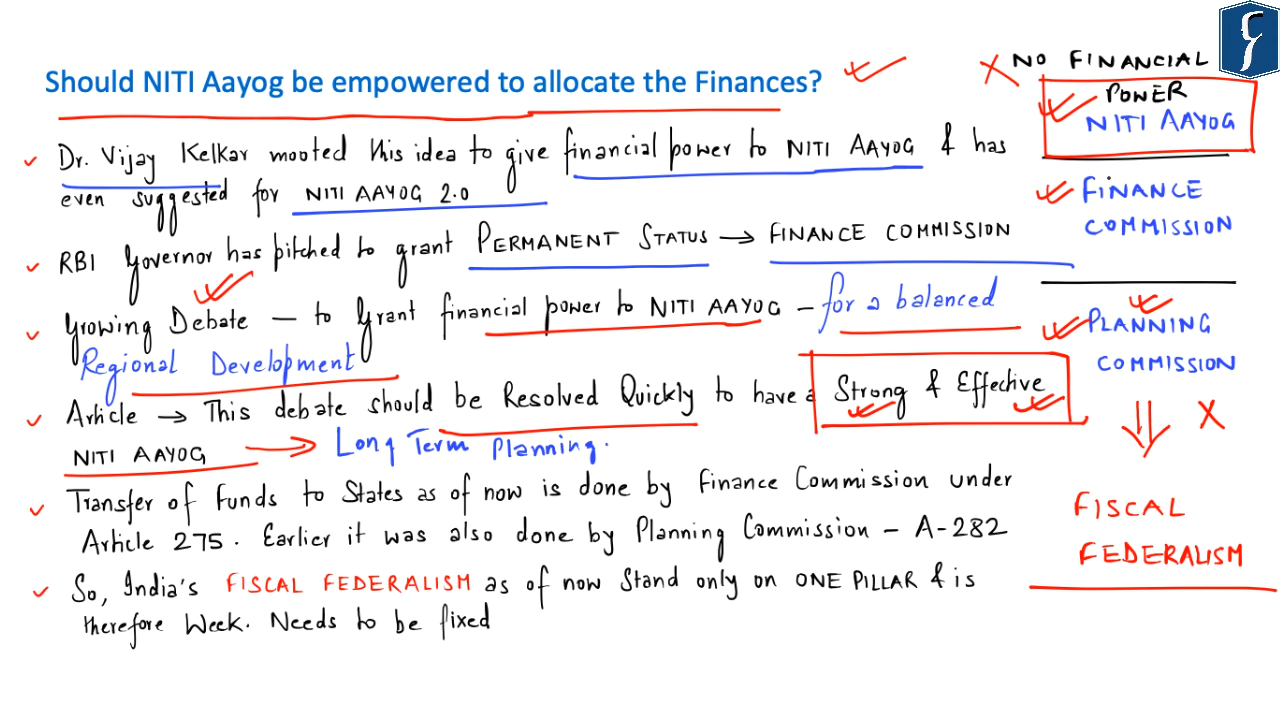 Should NITI Aayog be empowered to allocate the Finances?
Dr. Vijay Kelkar mooted this idea to give financial power to NITI AAYOG & has
even suggested for NITI AAYOG 2.0
RBI Governor has pitched to grant PERMANENT STATUS → FINANCE COMMISSION
Growing Debate – to Grant financial power to NITI AAYOG – for a balanced
Regional Development
Article → This debate should be Resolved Quickly to have a Strong & Effective
NITI AAYOG → Long Term Planning.
Transfer of Funds to States as of now is done by Finance Commission under
Article 275. Earlier it was also done by Planning Commission – A-282
So, India's FISCAL FEDERALISM as of now Stand only on ONE PILLAR & is
therefore Week. Needs to be fixed
NO FINANCIAL
POWER
NITI AAYOG
FINANCE
COMMISSION
PLANNING
COMMISSION
FISCAL
FEDERALISM